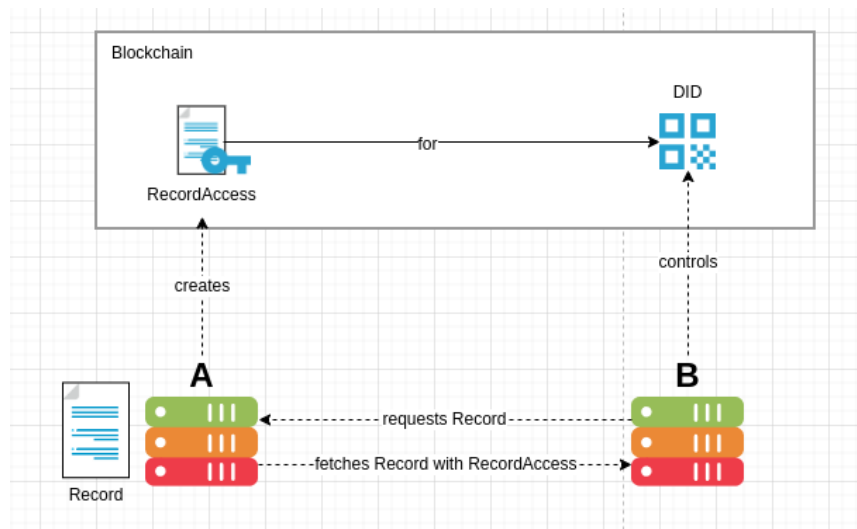 Blockchain
DID
for
RecordAccess
controls
creates
A
B
requests Record
fetches Record with RecordAccess
Record